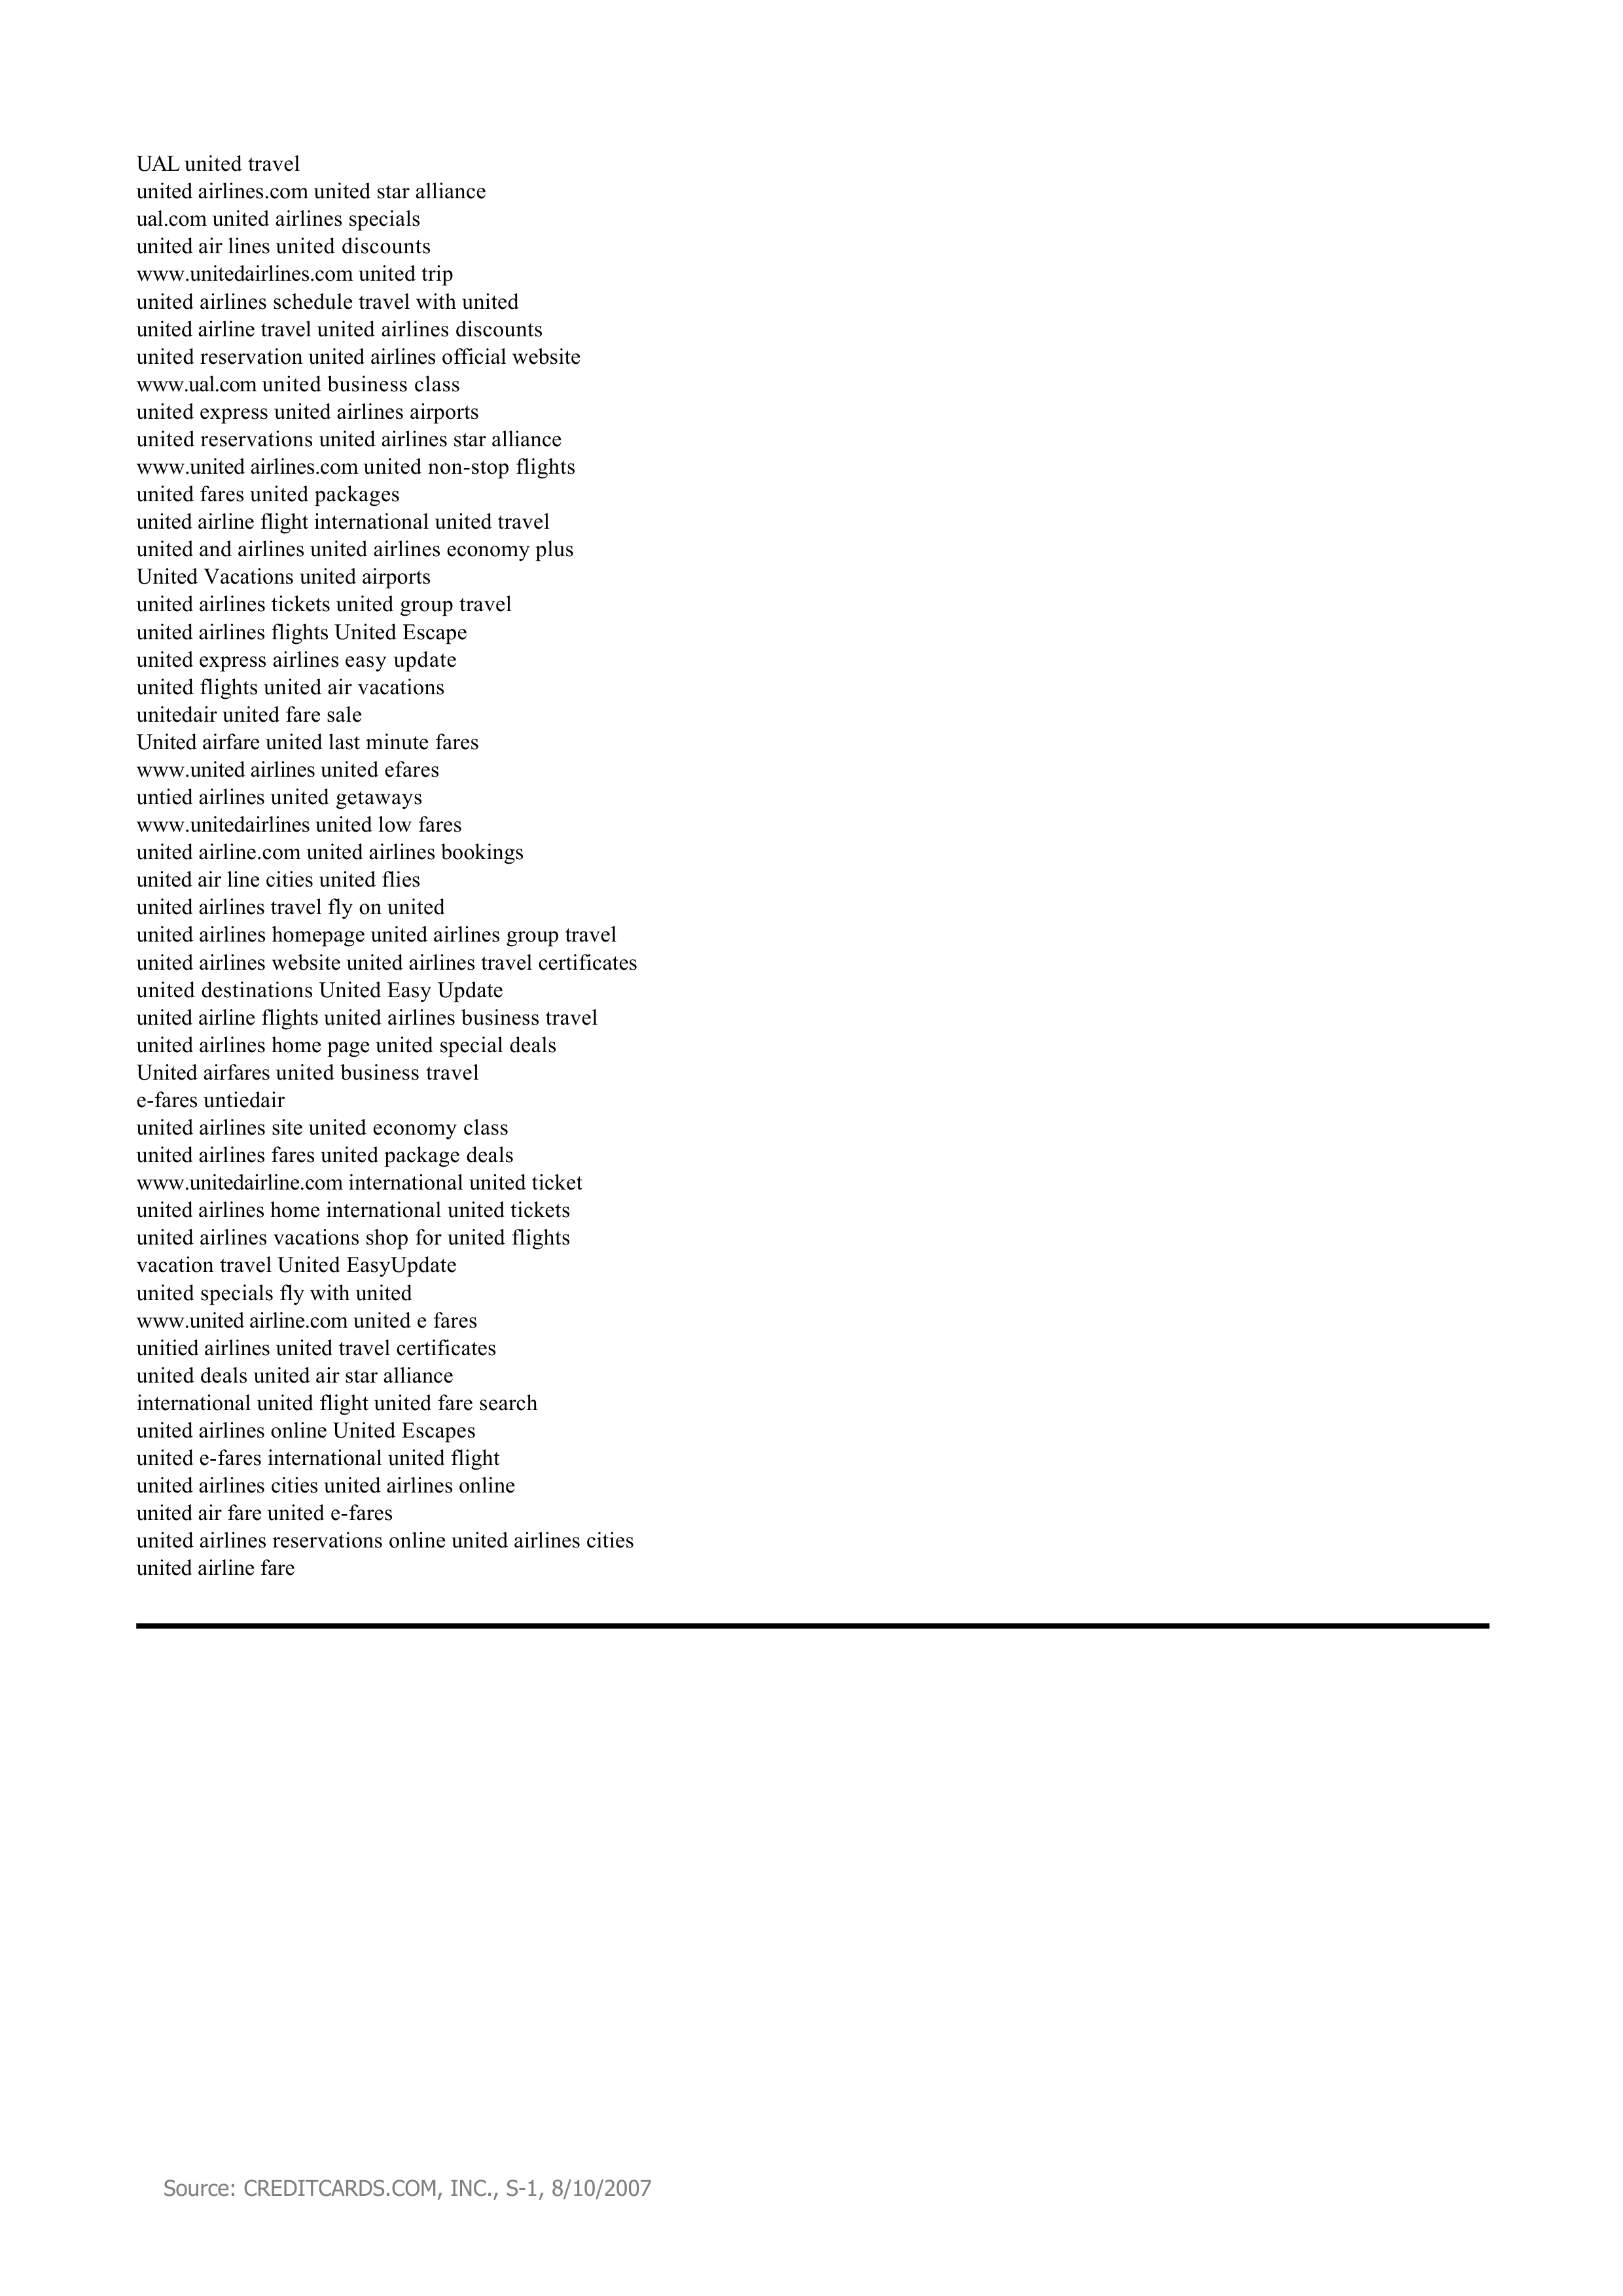 UAL united travel
united airlines.com united star alliance
ual.com united airlines specials
united air lines united discounts
www.unitedairlines.com united trip
united airlines schedule travel with united
united airline travel united airlines discounts
united reservation united airlines official website
www.ual.com united business class
united express united airlines airports
united reservations united airlines star alliance
www.united airlines.com united non-stop flights
united fares united packages
united airline flight international united travel
united and airlines united airlines economy plus
United Vacations united airports
united airlines tickets united group travel
united airlines flights United Escape
united express airlines easy update
united flights united air vacations
unitedair united fare sale
United airfare united last minute fares
www.united airlines united efares
untied airlines united getaways
www.unitedairlines united low fares
united airline.com united airlines bookings
united air line cities united flies
united airlines travel fly on united
united airlines homepage united airlines group travel
united airlines website united airlines travel certificates
united destinations United Easy Update
united airline flights united airlines business travel
united airlines home page united special deals
United airfares united business travel
e-fares untiedair
united airlines site united economy class
united airlines fares united package deals
www.unitedairline.com international united ticket
united airlines home international united tickets
united airlines vacations shop for united flights
vacation travel United EasyUpdate
united specials fly with united
www.united airline.com united e fares
unitied airlines united travel certificates
united deals united air star alliance
international united flight united fare search
united airlines online United Escapes
united e-fares international united flight
united airlines cities united airlines online
united air fare united e-fares
united airlines reservations online united airlines cities
united airline fare
Source: CREDITCARDS.COM, INC., S-1, 8/10/2007